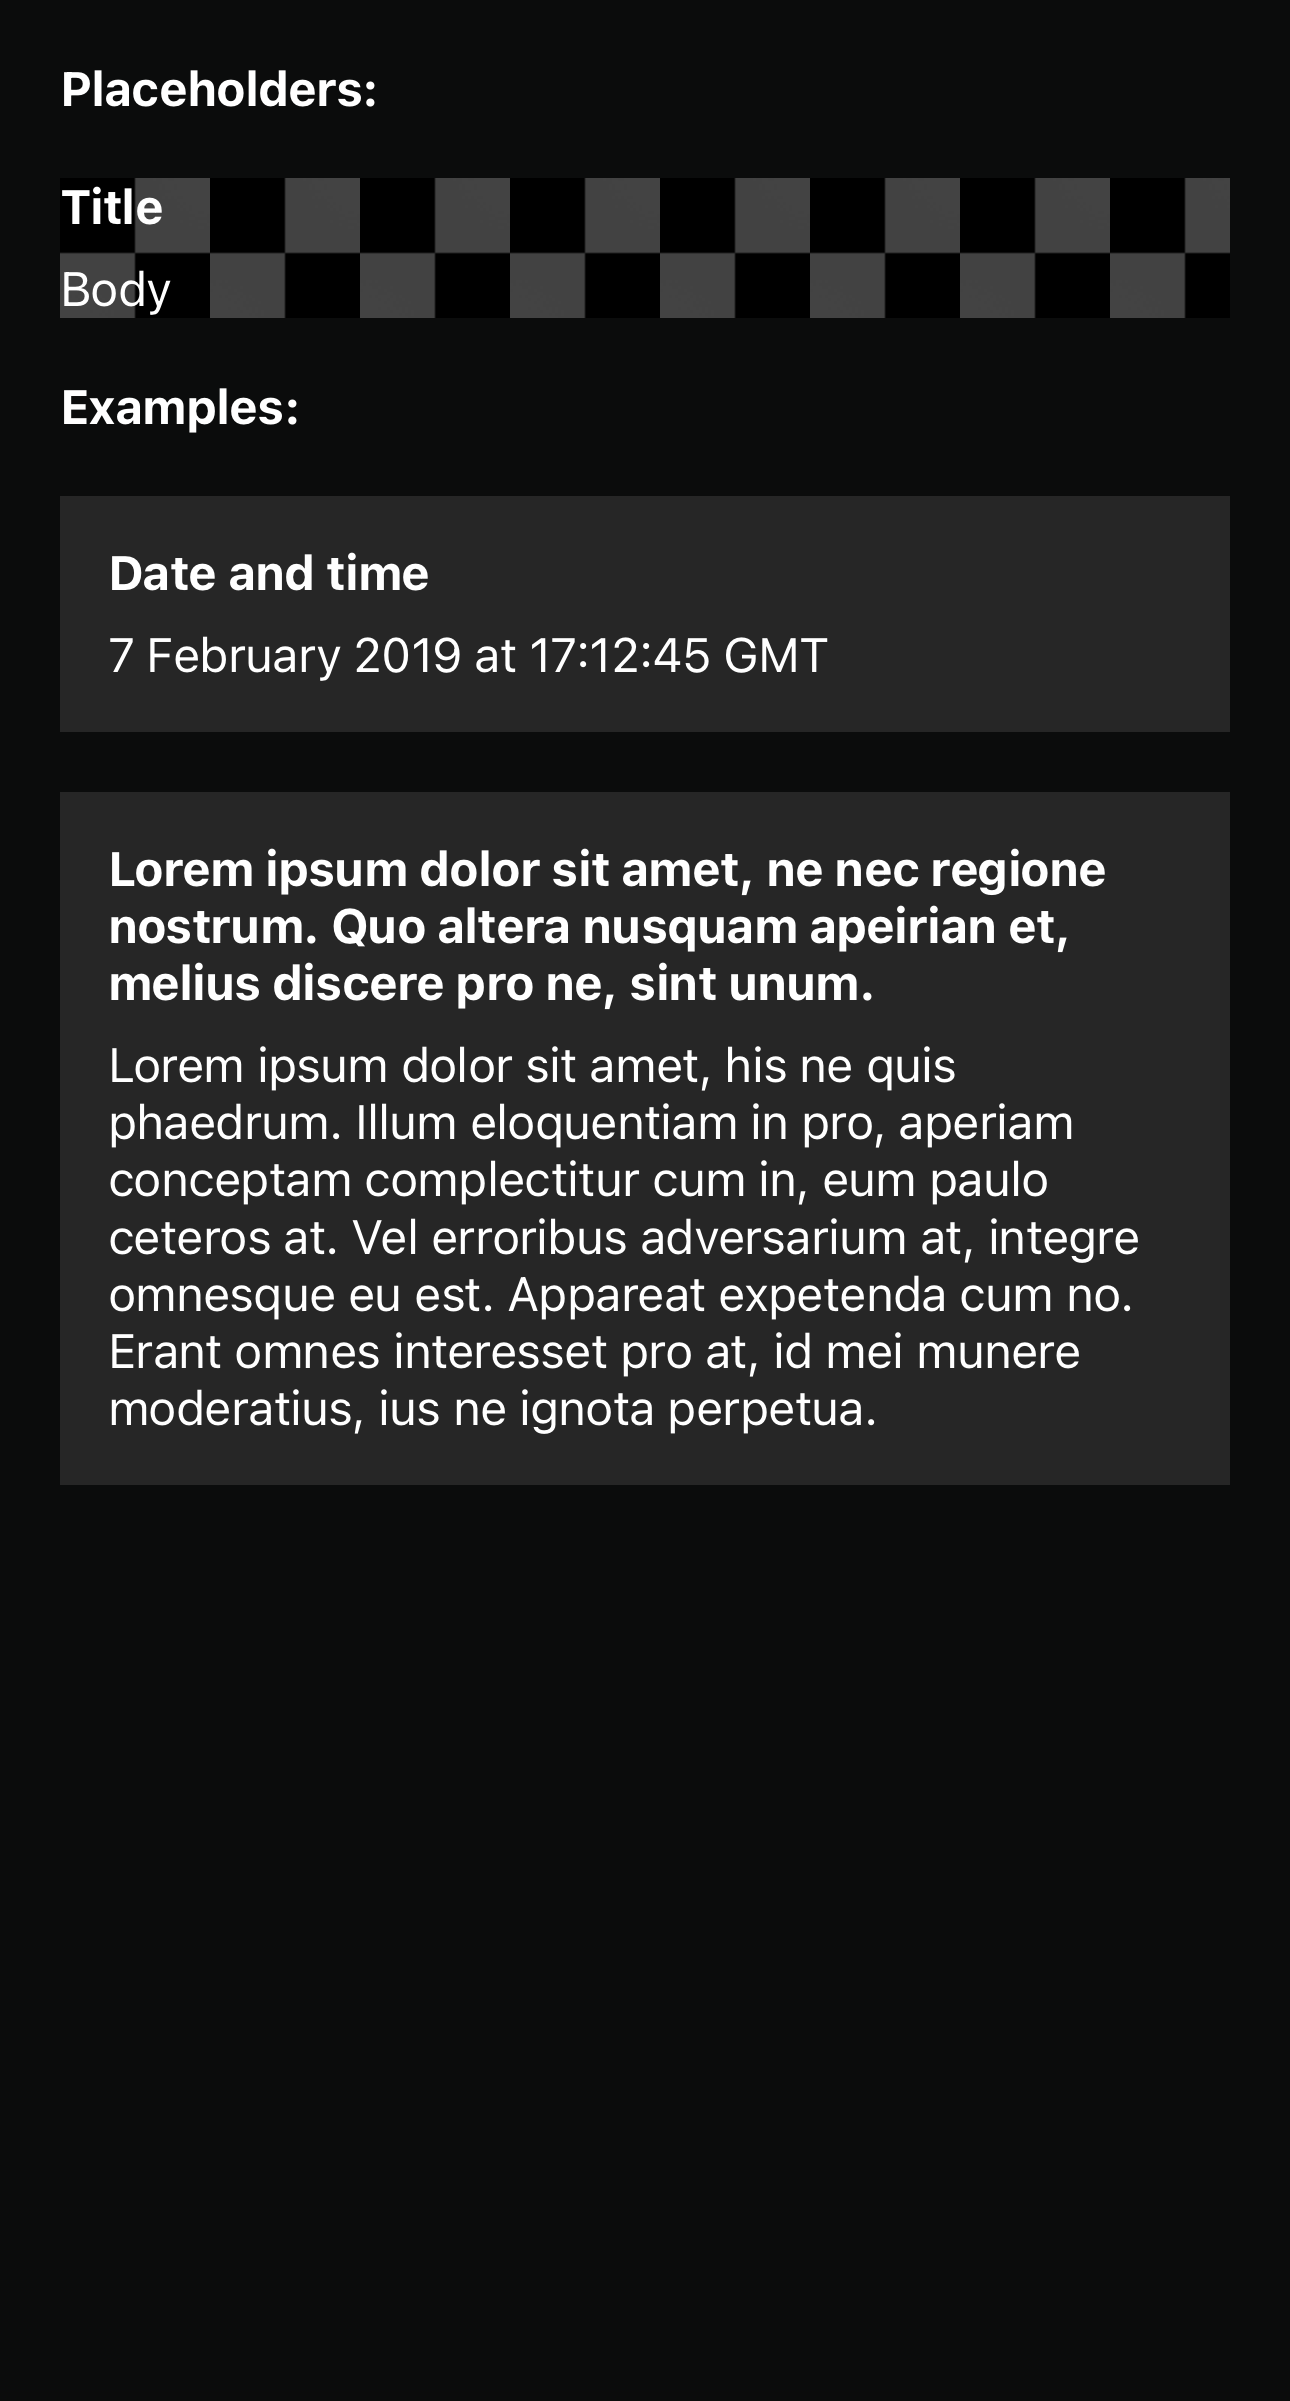 Placeholders:
Title
Body
Examples:
Date and time
7 February 2019 at 17:12:45 GMT
Lorem ipsum dolor sit amet, ne nec regione
nostrum. Quo altera nusquam apeirian et,
melius discere pro ne, sint unum.
Lorem ipsum dolor sit amet, his ne quis
phaedrum. Illum eloquentiam in pro, aperiam
conceptam complectitur cum in, eum paulo
ceteros at. Vel erroribus adversarium at, integre
omnesque eu est. Appareat expetenda cum no.
Erant omnes interesset pro at, id mei munere
moderatius, ius ne ignota perpetua.